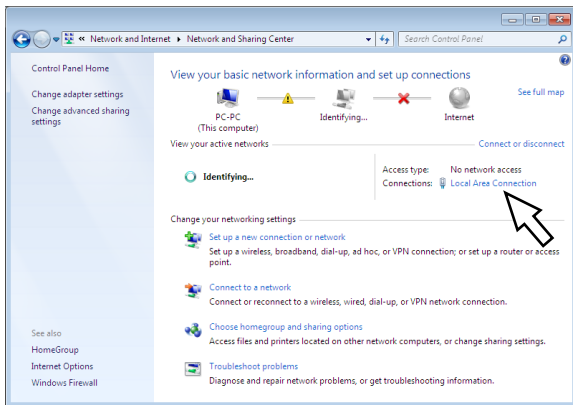 « Network and Internet ▸ Network and Sharing Center
Search Control Panel
Control Panel Home
Change adapter settings
Change advanced sharing
settings
See also
HomeGroup
Internet Options
Windows Firewall
View your basic network information and set up connections
See full map
PC-PC
(This computer)
Identifying...
Internet
View your active networks
Connect or disconnect
Identifying...
Access type: No network access
Connections: Local Area Connection
Change your networking settings
Set up a new connection or network
Set up a wireless, broadband, dial-up, ad hoc, or VPN connection; or set up a router or access
point.
Connect to a network
Connect or reconnect to a wireless, wired, dial-up, or VPN network connection.
Choose homegroup and sharing options
Access files and printers located on other network computers, or change sharing settings.
Troubleshoot problems
Diagnose and repair network problems, or get troubleshooting information.